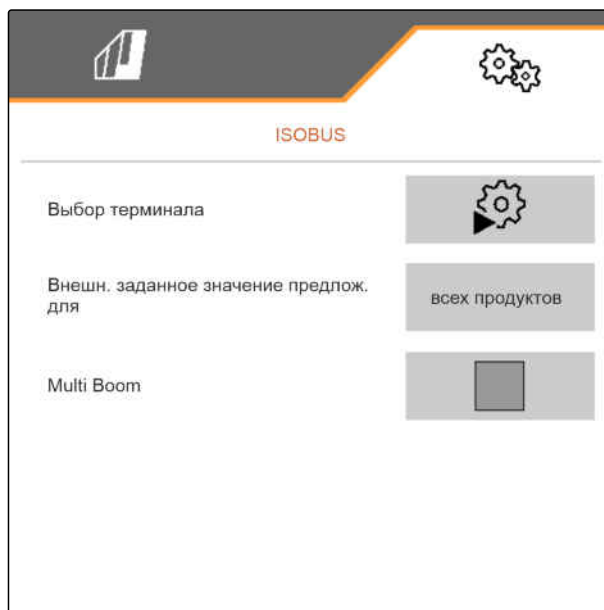 ISOBUS
Выбор терминала
Внешн. заданное значение предлож.
для
всех продуктов
Multi Boom